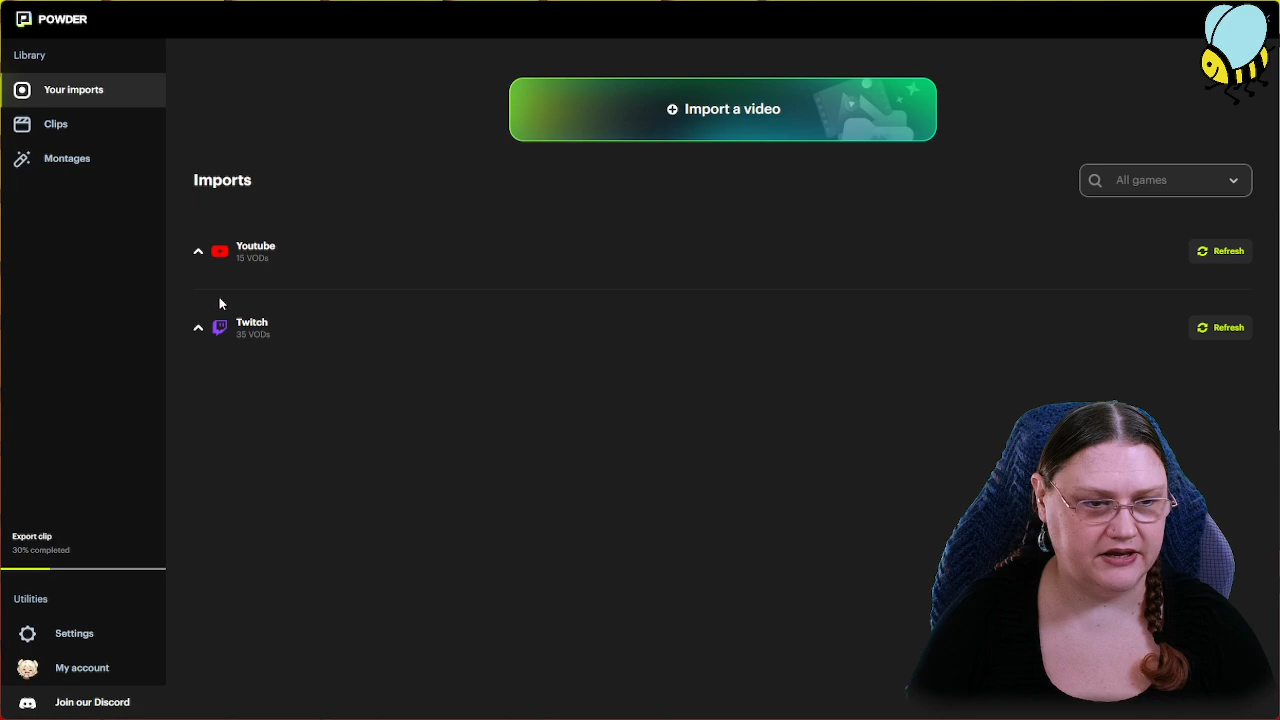 POWDER
Library
Your imports
Clips
Montages
Import a video
Imports
All games
Youtube
15 VODs
Refresh
Twitch
35 VODs
Refresh
Export clip
30% completed
Utilities
Settings
My account
Join our Discord